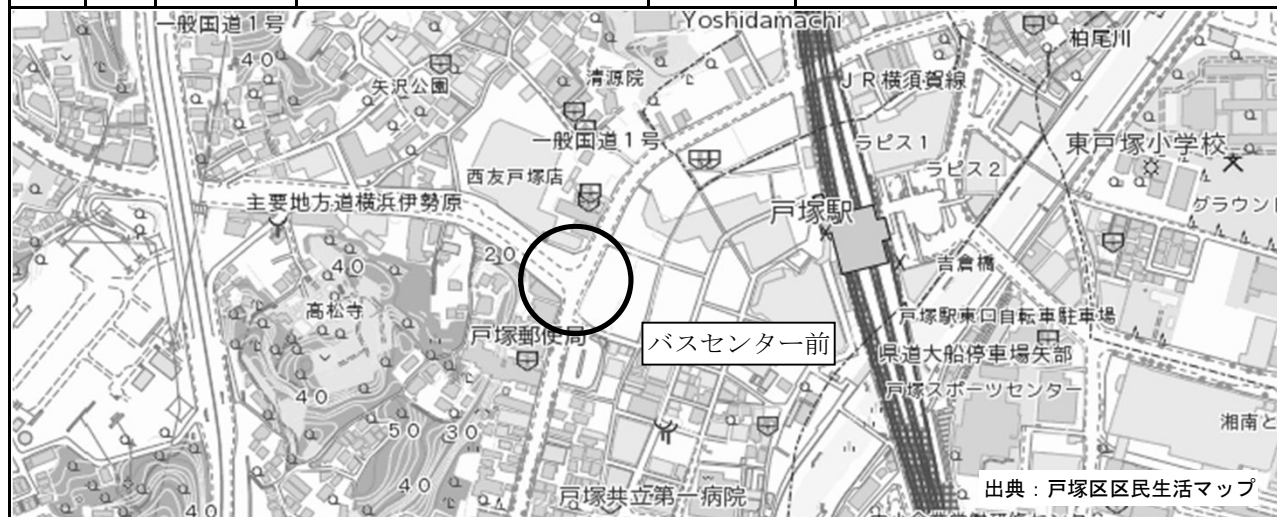 一般国道1号
Yoshidamachi
柏尾川
40
矢沢公園
清源院
JR横須賀線
一般国道1号
ラピス1
東戸塚小学校
西友戸塚店
ラピス2
主要地方道横浜伊勢原
戸塚駅
グラウンド
20
40
吉倉橋
高松寺
戸塚郵便局
戸塚駅東口自転車駐車場
バスセンター前
県道大船停車場矢部
戸塚スポーツセンター
40
湘南と
50
30
40
戸塚共立第一病院
出典：戸塚区区民生活マップ
40